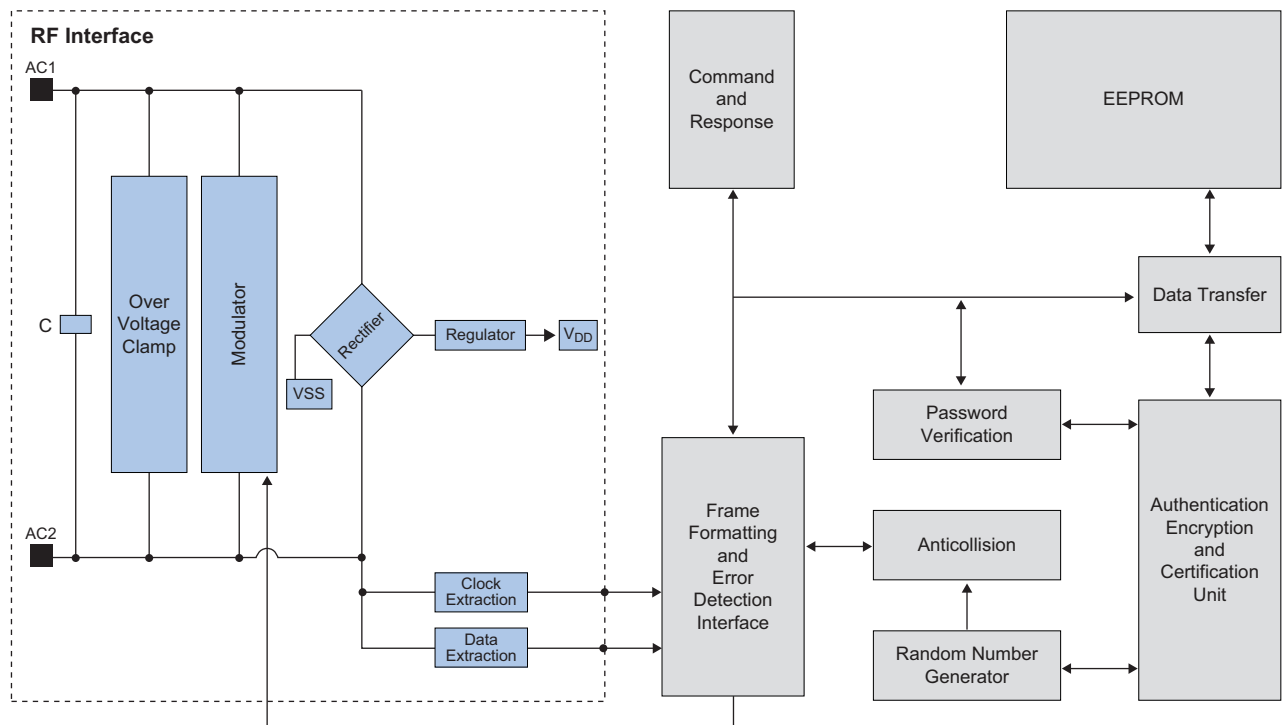 RF Interface
AC1
C
Over
Voltage
Clamp
Modulator
Rectifier
VSS
Regulator
VDD
AC2
Clock
Extraction
Data
Extraction
Command
and
Response
EEPROM
Data Transfer
Password
Verification
Frame
Formatting
and
Error
Detection
Interface
Anticollision
Random Number
Generator
Authentication
Encryption
and
Certification
Unit